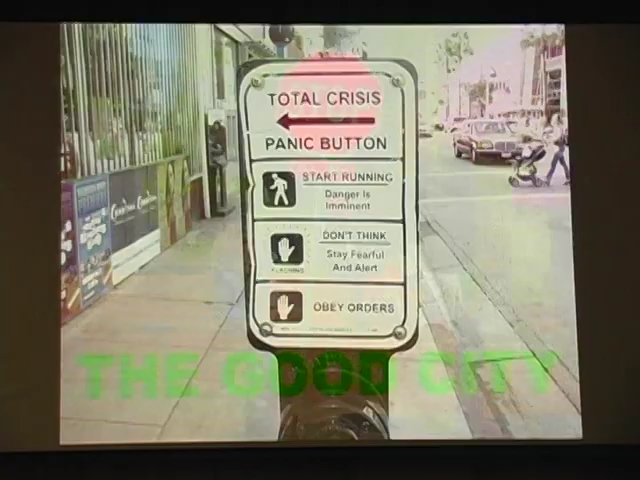 TOTAL CRISIS
PANIC BUTTON
START RUNNING
Danger Is
Imminent
DON'T THINK
Stay Fearful
And Alert
FLASHING
OBEY ORDERS
THE GOOD CITY